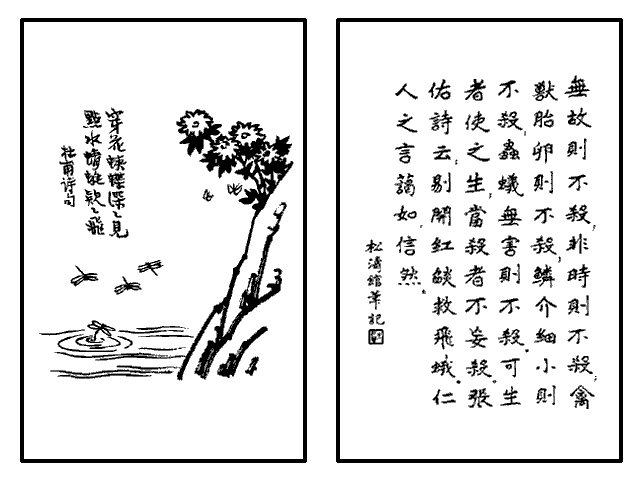 穿花蛺蝶深〻見
點水蜻蜓欵〻飛
杜甫詩句
無故則不殺,非時則不殺;禽
獸胎卵則不殺,鱗介細小則
不殺,蟲蟻無害則不殺。可生
者使之生,當殺者不妄殺。張
佑詩云,剔開紅燄救飛蛾。仁
人之言藹如,信然。
松濤館筆記